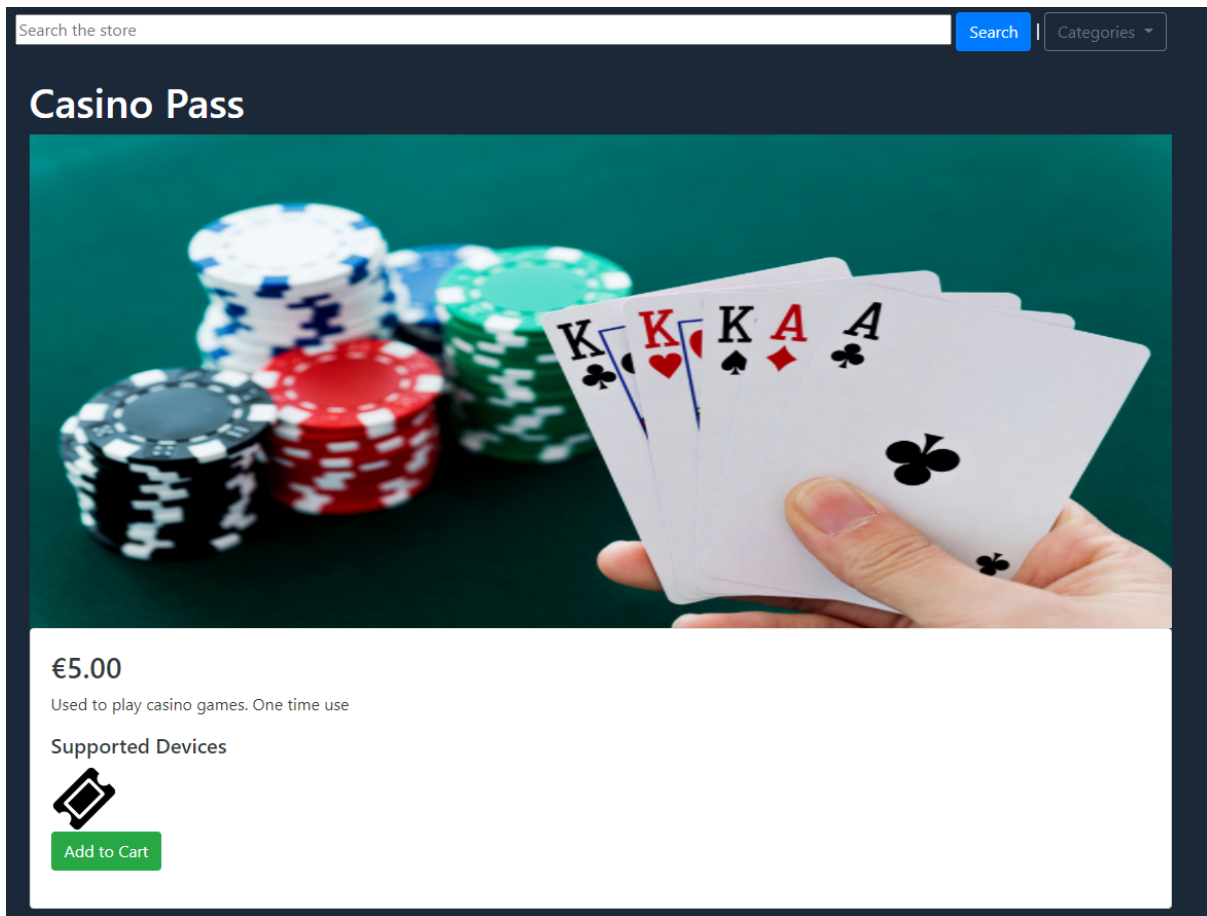 Search the store
Search | Categories
Casino Pass
K K K A A
€5.00
Used to play casino games. One time use
Supported Devices
Add to Cart